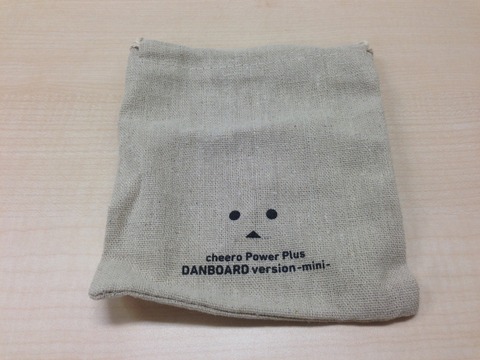 cheero Power Plus
DANBOARD version-mini-